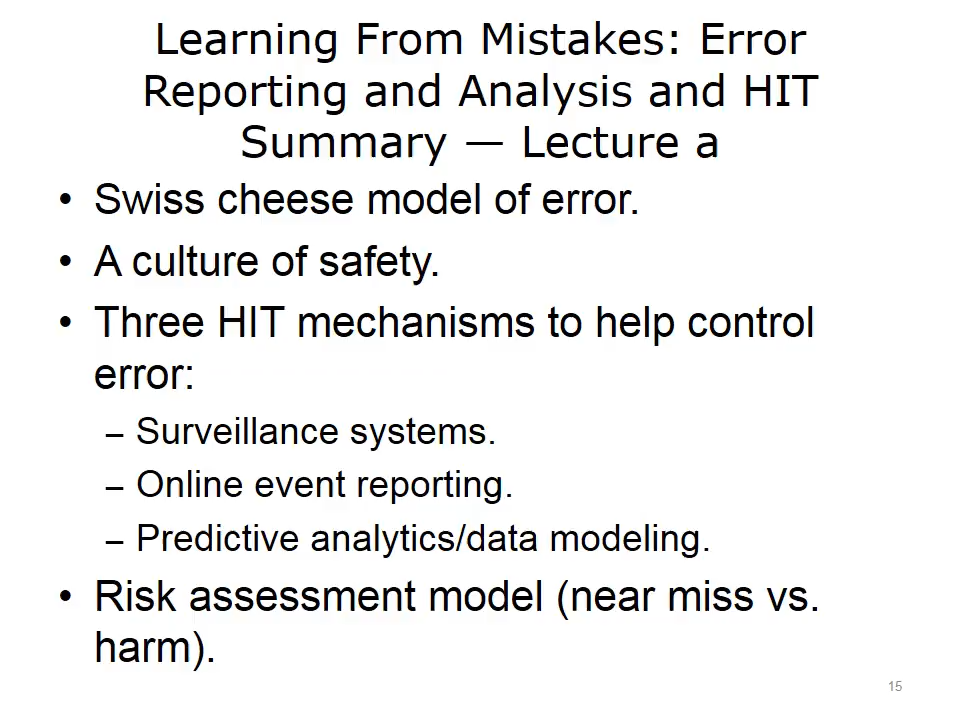 Learning From Mistakes: Error
Reporting and Analysis and HIT
Summary — Lecture a
• Swiss cheese model of error.
• A culture of safety.
• Three HIT mechanisms to help control
error:
– Surveillance systems.
– Online event reporting.
– Predictive analytics/data modeling.
• Risk assessment model (near miss vs.
harm).
15